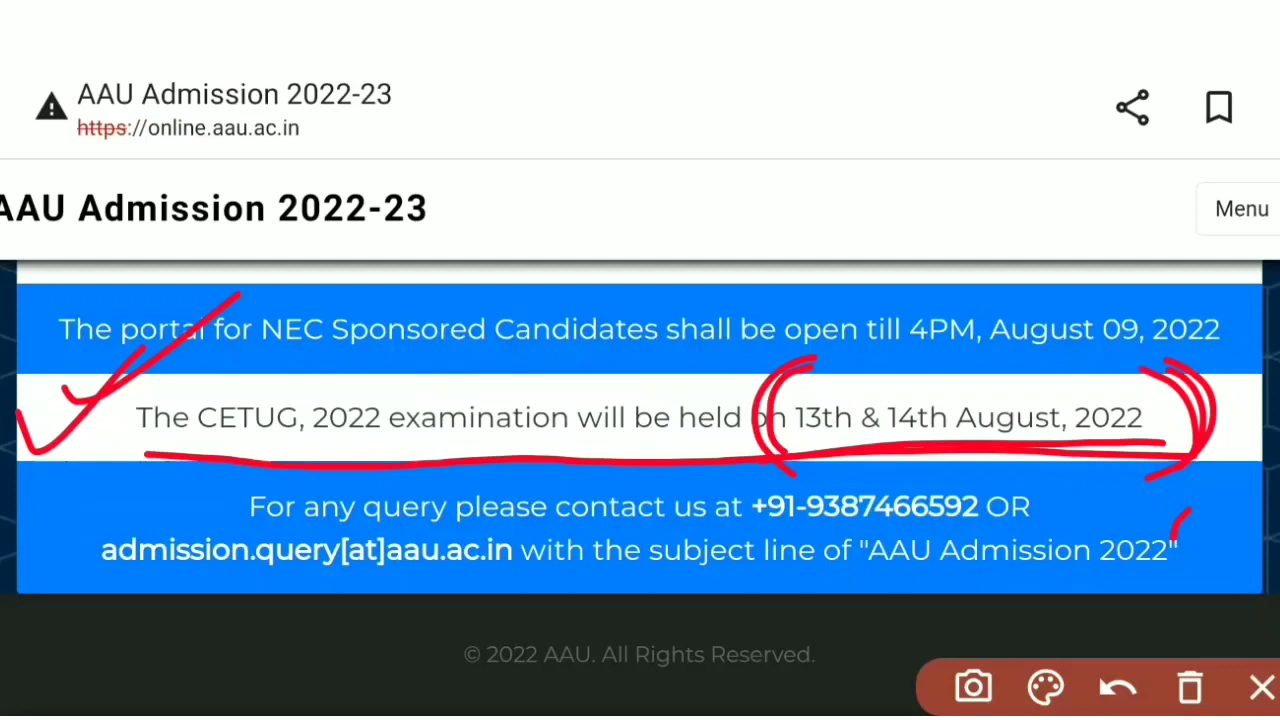 AAU Admission 2022-23
https://online.aau.ac.in
AAU Admission 2022-23
Menu
The portal for NEC Sponsored Candidates shall be open till 4PM, August 09, 2022
The CETUG, 2022 examination will be held on 13th & 14th August, 2022
For any query please contact us at +91-9387466592 OR
admission.query[at]aau.ac.in with the subject line of "AAU Admission 2022"
© 2022 AAU. All Rights Reserved.